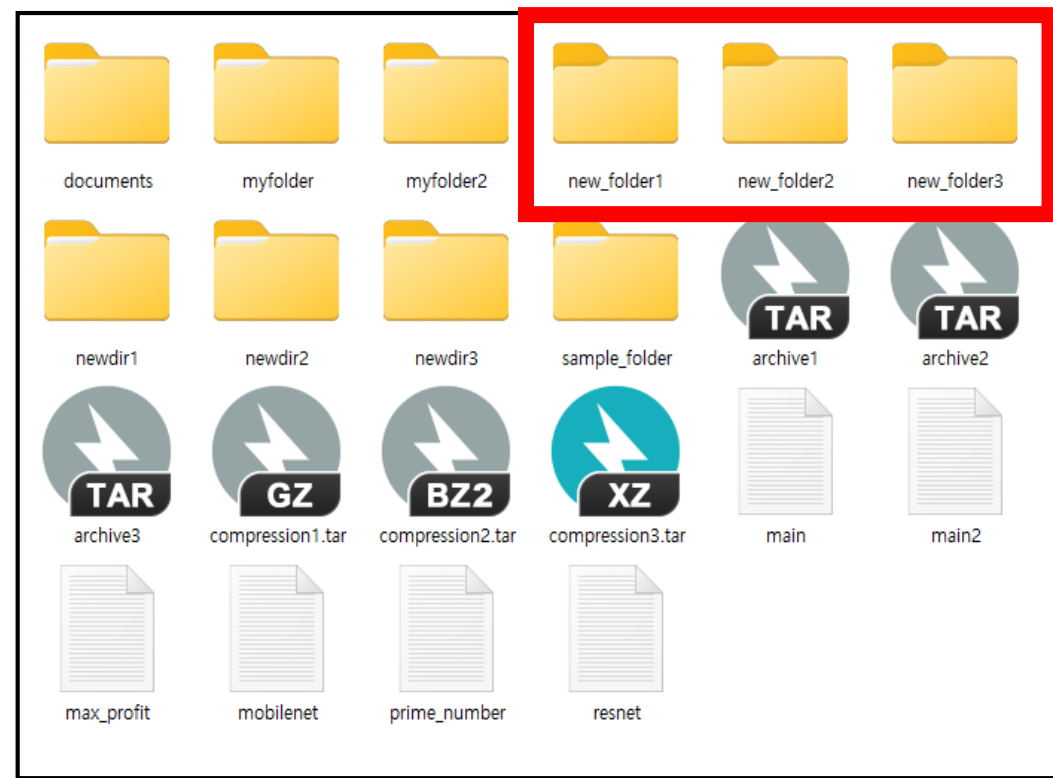 documents myfolder myfolder2 new_folder1 new_folder2 new_folder3
TAR TAR
newdir1 newdir2 newdir3 sample_folder archive1 archive2
TAR GZ BZ2 XZ
archive3 compression1.tar compression2.tar compression3.tar main main2
max_profit mobilenet prime_number resnet